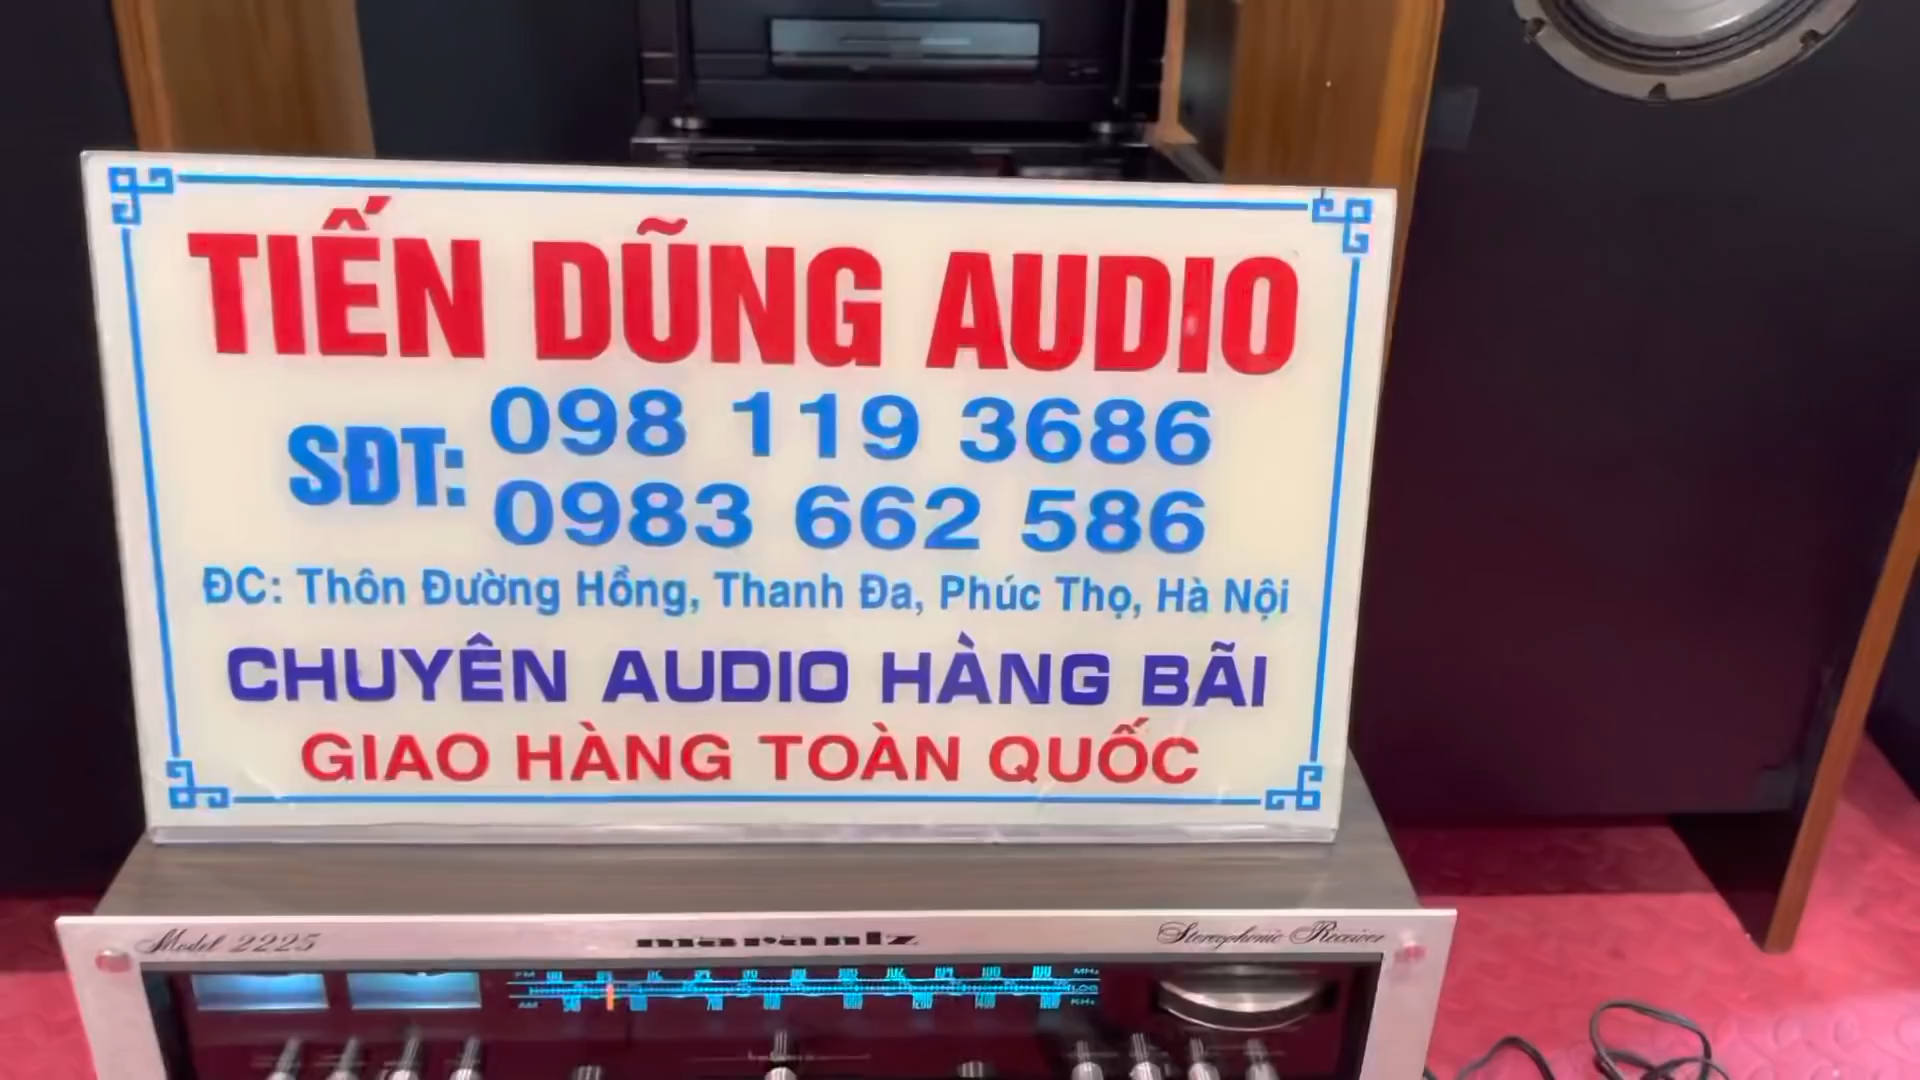 TIẾN DŨNG AUDIO
SĐT: 098 119 3686
0983 662 586
ĐC: Thôn Đường Hồng, Thanh Đa, Phúc Thọ, Hà Nội
CHUYÊN AUDIO HÀNG BÃI
GIAO HÀNG TOÀN QUỐC
Model 2225 marantz Stereophonic Receiver